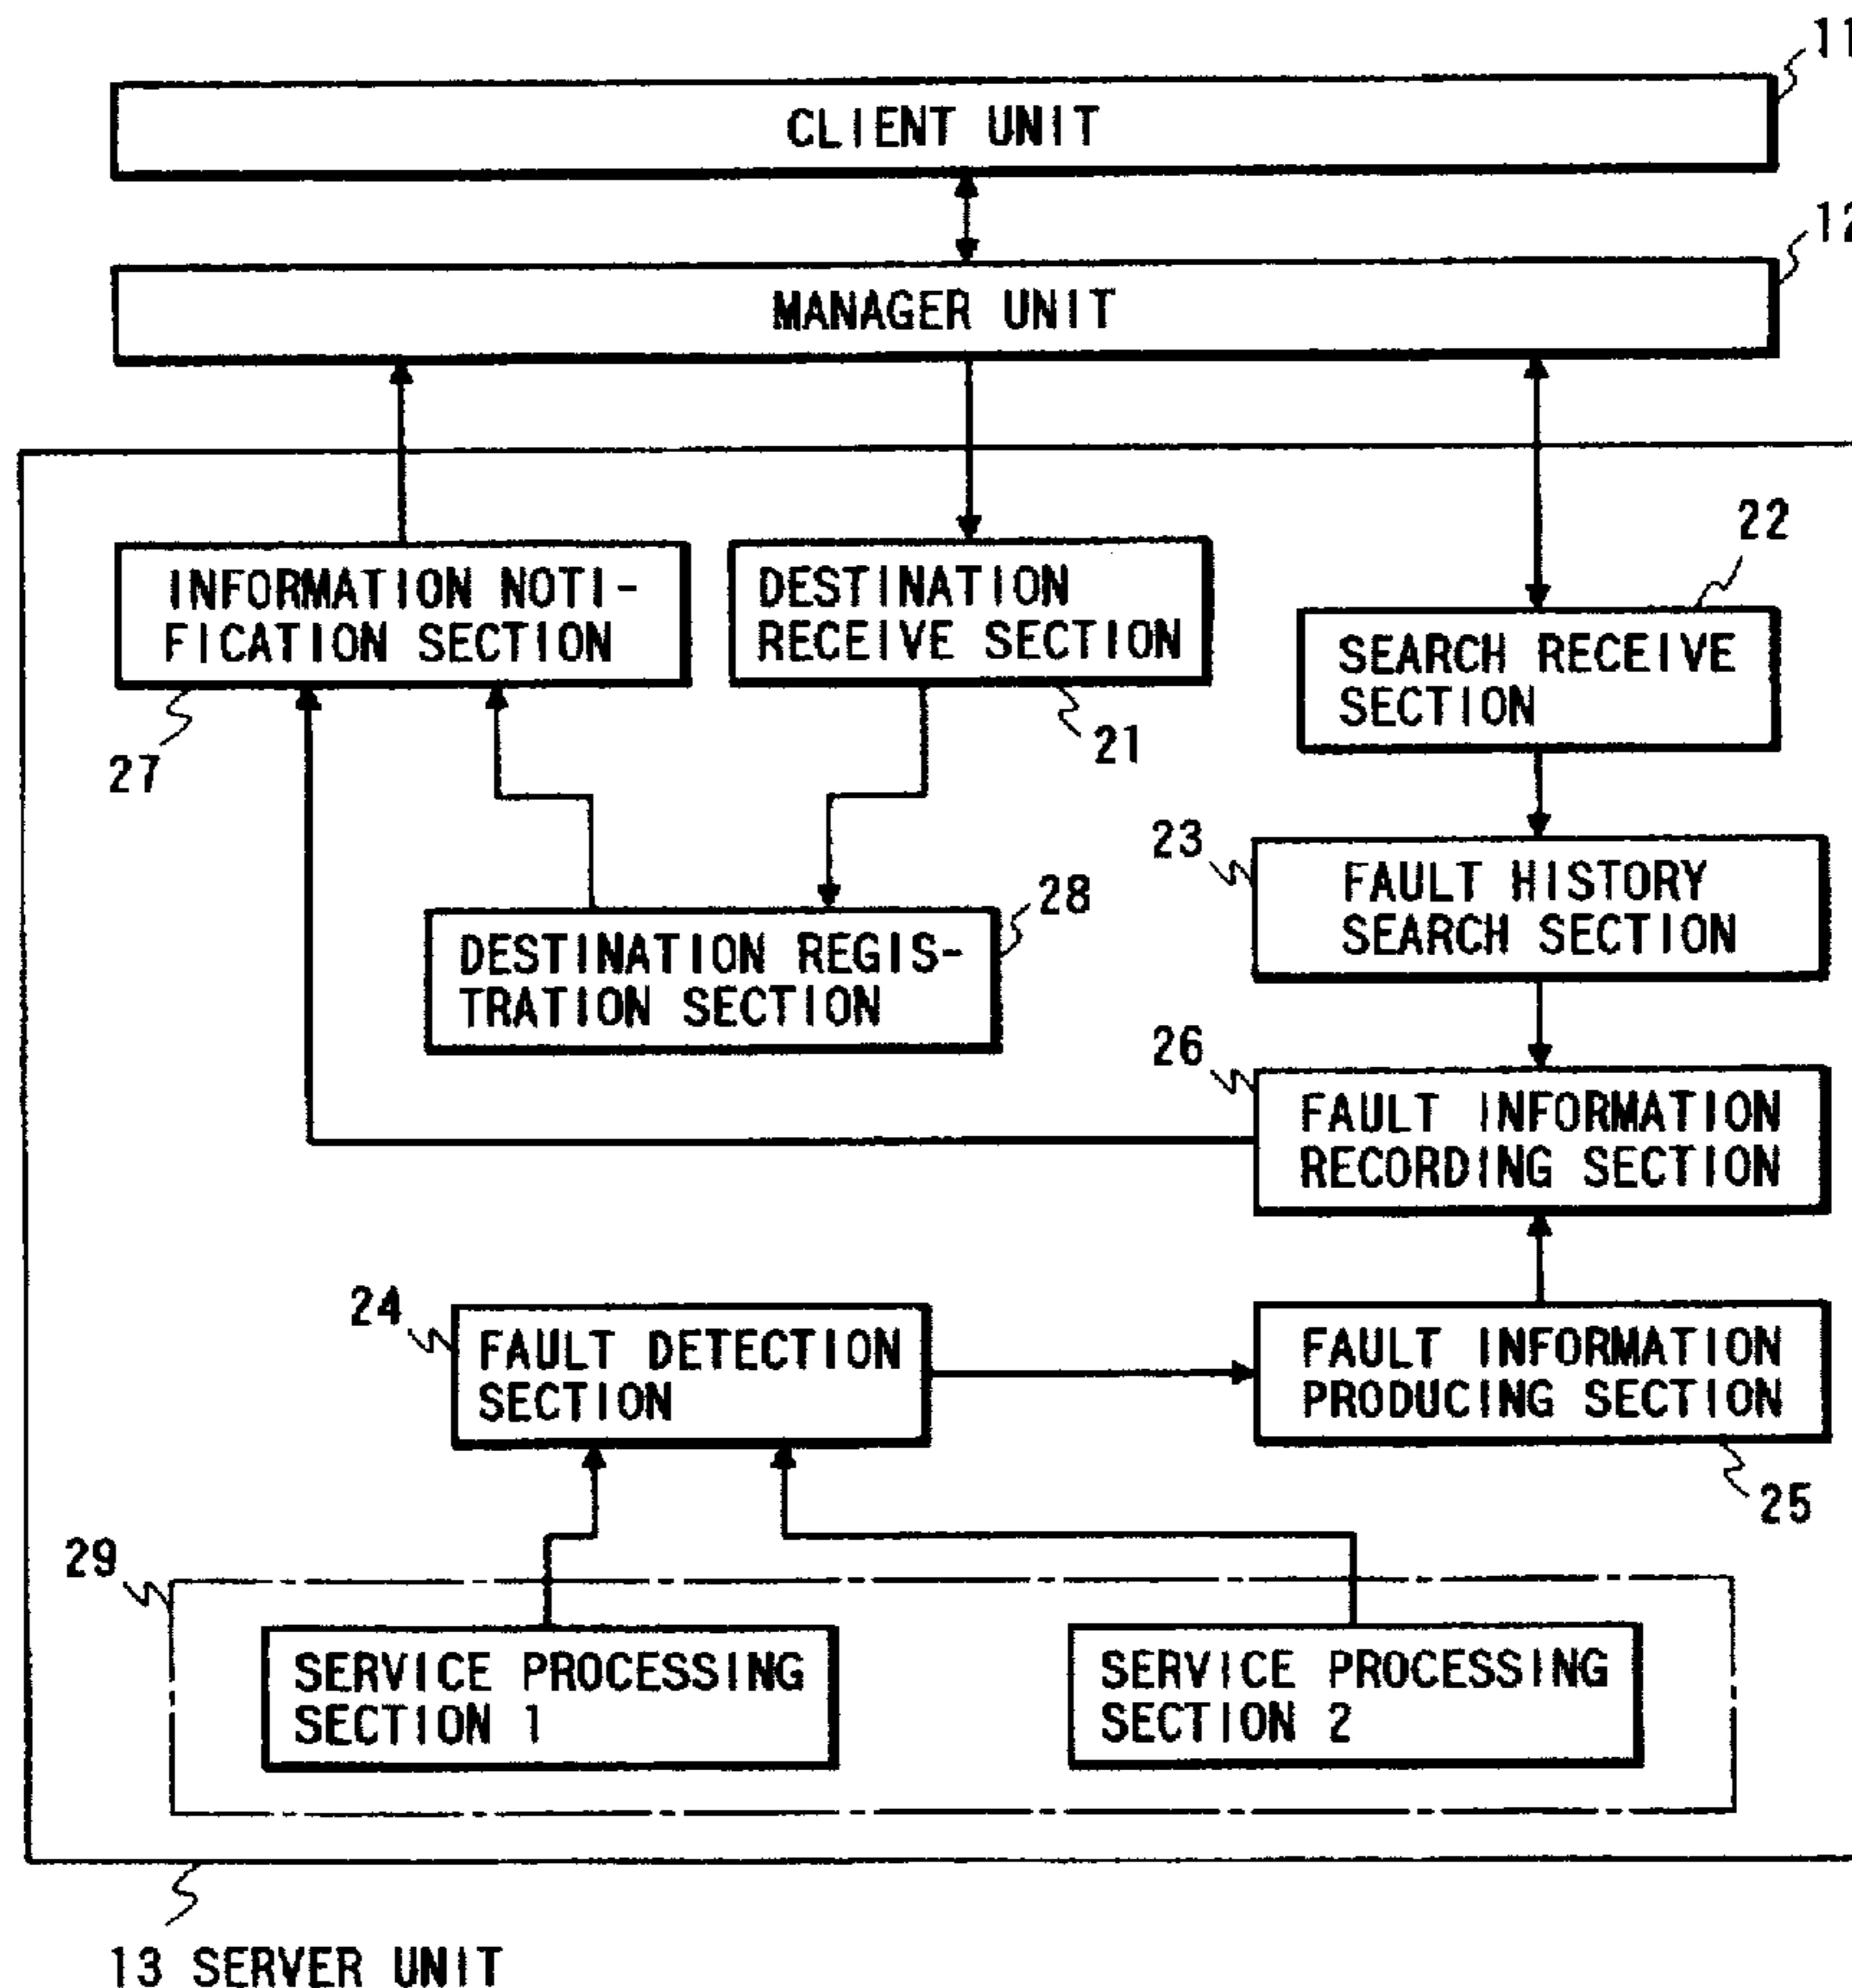 11
CLIENT UNIT
12
MANAGER UNIT
22
INFORMATION NOTI-
FICATION SECTION
DESTINATION
RECEIVE SECTION
SEARCH RECEIVE
SECTION
27
21
23
FAULT HISTORY
SEARCH SECTION
28
DESTINATION REGIS-
TRATION SECTION
26
FAULT INFORMATION
RECORDING SECTION
24
FAULT DETECTION
SECTION
FAULT INFORMATION
PRODUCING SECTION
25
29
SERVICE PROCESSING
SECTION 1
SERVICE PROCESSING
SECTION 2
13 SERVER UNIT